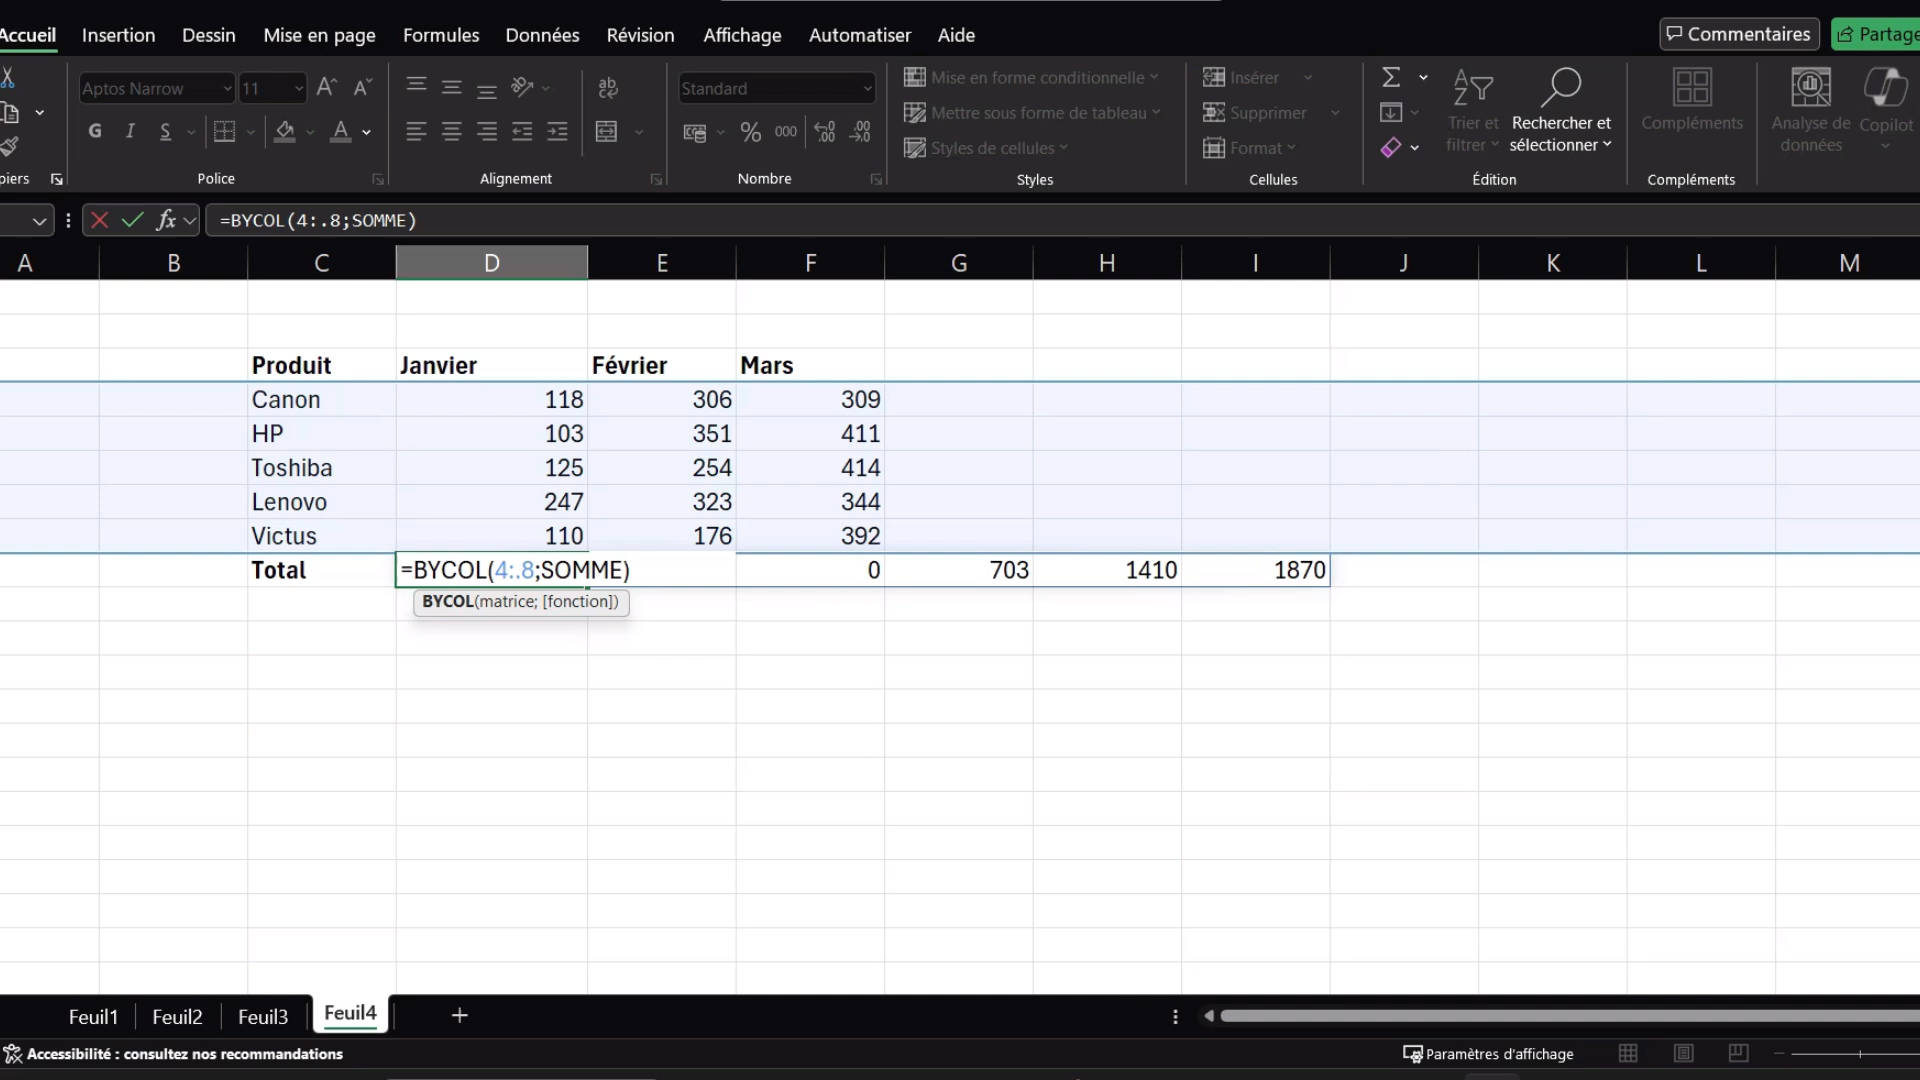 Accueil Insertion Dessin Mise en page Formules Données Révision Affichage Automatiser Aide Commentaires Partage
Aptos Narrow 11 Standard Mise en forme conditionnelle Insérer
Mettre sous forme de tableau Supprimer Trier et Rechercher et Compléments Analyse de Copilot
G I S A % 000 Styles de cellules Format filtrer sélectionner données
piers Police Alignement Nombre Styles Cellules Édition Compléments
fx =BYCOL(4:.8;SOMME)
A B C D E F G H I J K L M
Produit Janvier Février Mars
Canon 118 306 309
HP 103 351 411
Toshiba 125 254 414
Lenovo 247 323 344
Victus 110 176 392
Total =BYCOL(4:.8;SOMME) 0 703 1410 1870
BYCOL(matrice; [fonction])
Feuil1 Feuil2 Feuil3 Feuil4 +
Accessibilité : consultez nos recommandations Paramètres d'affichage